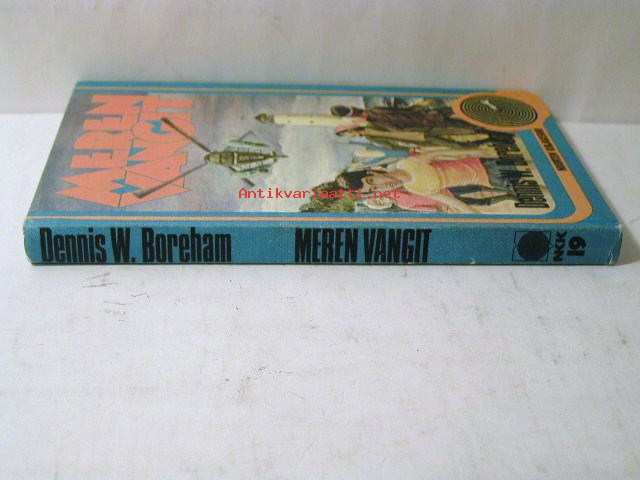 MEREN
VANGIT
Dennis W. Boreham
Antikvariaatti.net
Dennis W. Boreham
MEREN VANGIT
NKK
19